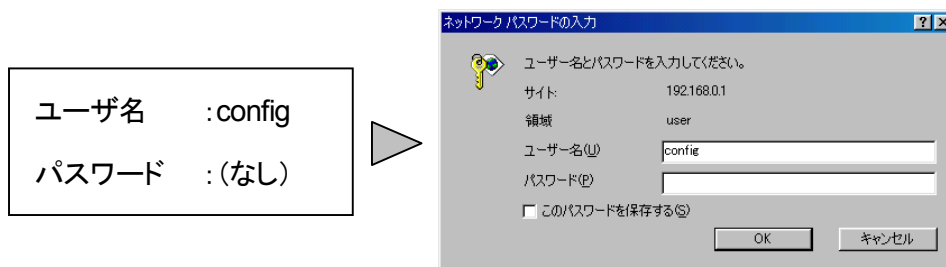 ユーザ名 :config
パスワード :(なし)
ネットワーク パスワードの入力
ユーザー名とパスワードを入力してください。
サイト: 192.168.0.1
領域 user
ユーザー名(U) config
パスワード(P)
このパスワードを保存する(S)
OK キャンセル